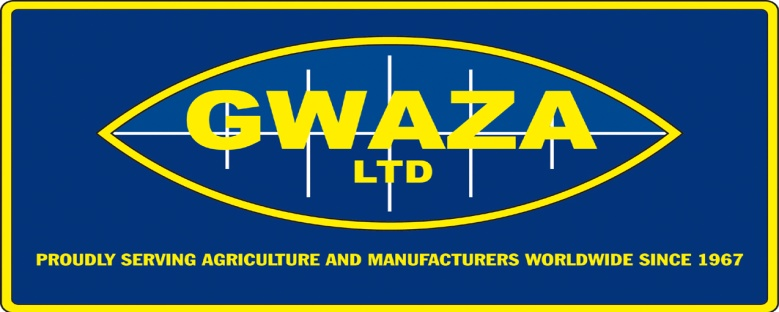 GWAZA
LTD
PROUDLY SERVING AGRICULTURE AND MANUFACTURERS WORLDWIDE SINCE 1967